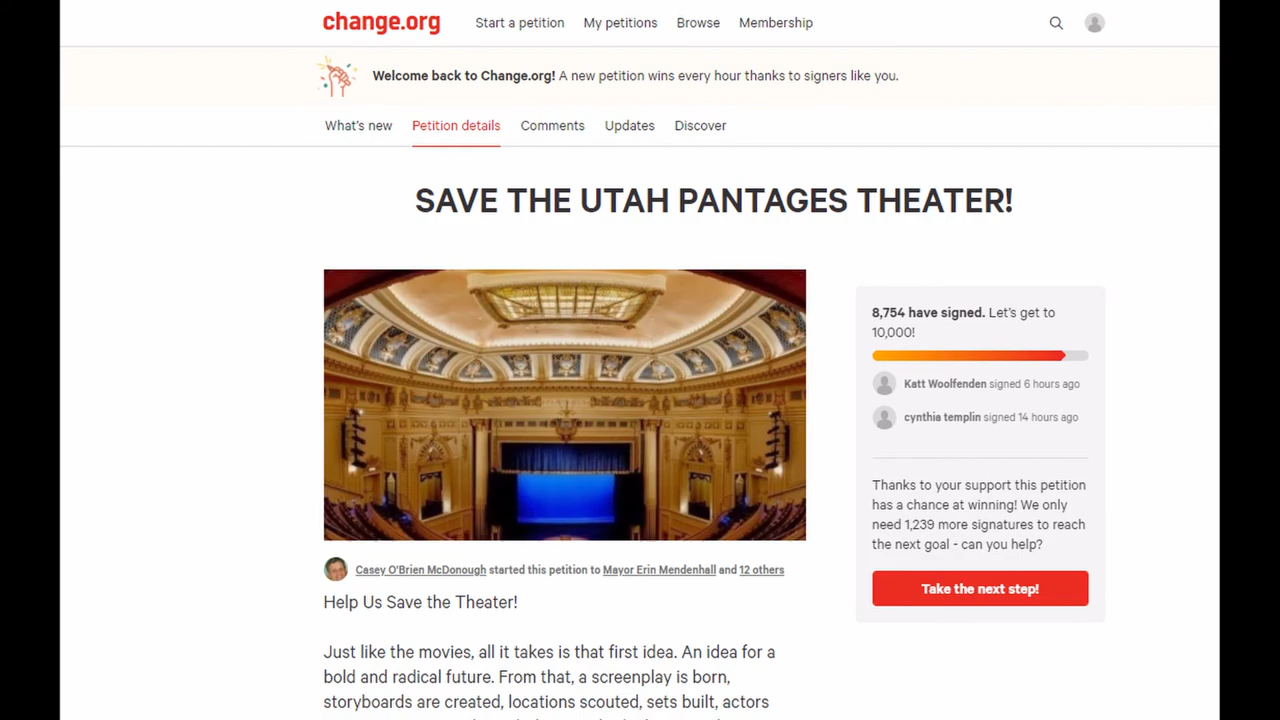 change.org
Start a petition
My petitions
Browse
Membership
Welcome back to Change.org! A new petition wins every hour thanks to signers like you.
What's new
Petition details
Comments
Updates
Discover
SAVE THE UTAH PANTAGES THEATER!
8,754 have signed. Let's get to
10,000!
Katt Woolfenden signed 6 hours ago
cynthia templin signed 14 hours ago
Thanks to your support this petition
has a chance at winning! We only
need 1,239 more signatures to reach
the next goal - can you help?
Take the next step!
Casey O'Brien McDonough started this petition to Mayor Erin Mendenhall and 12 others
Help Us Save the Theater!
Just like the movies, all it takes is that first idea. An idea for a
bold and radical future. From that, a screenplay is born,
storyboards are created, locations scouted, sets built, actors